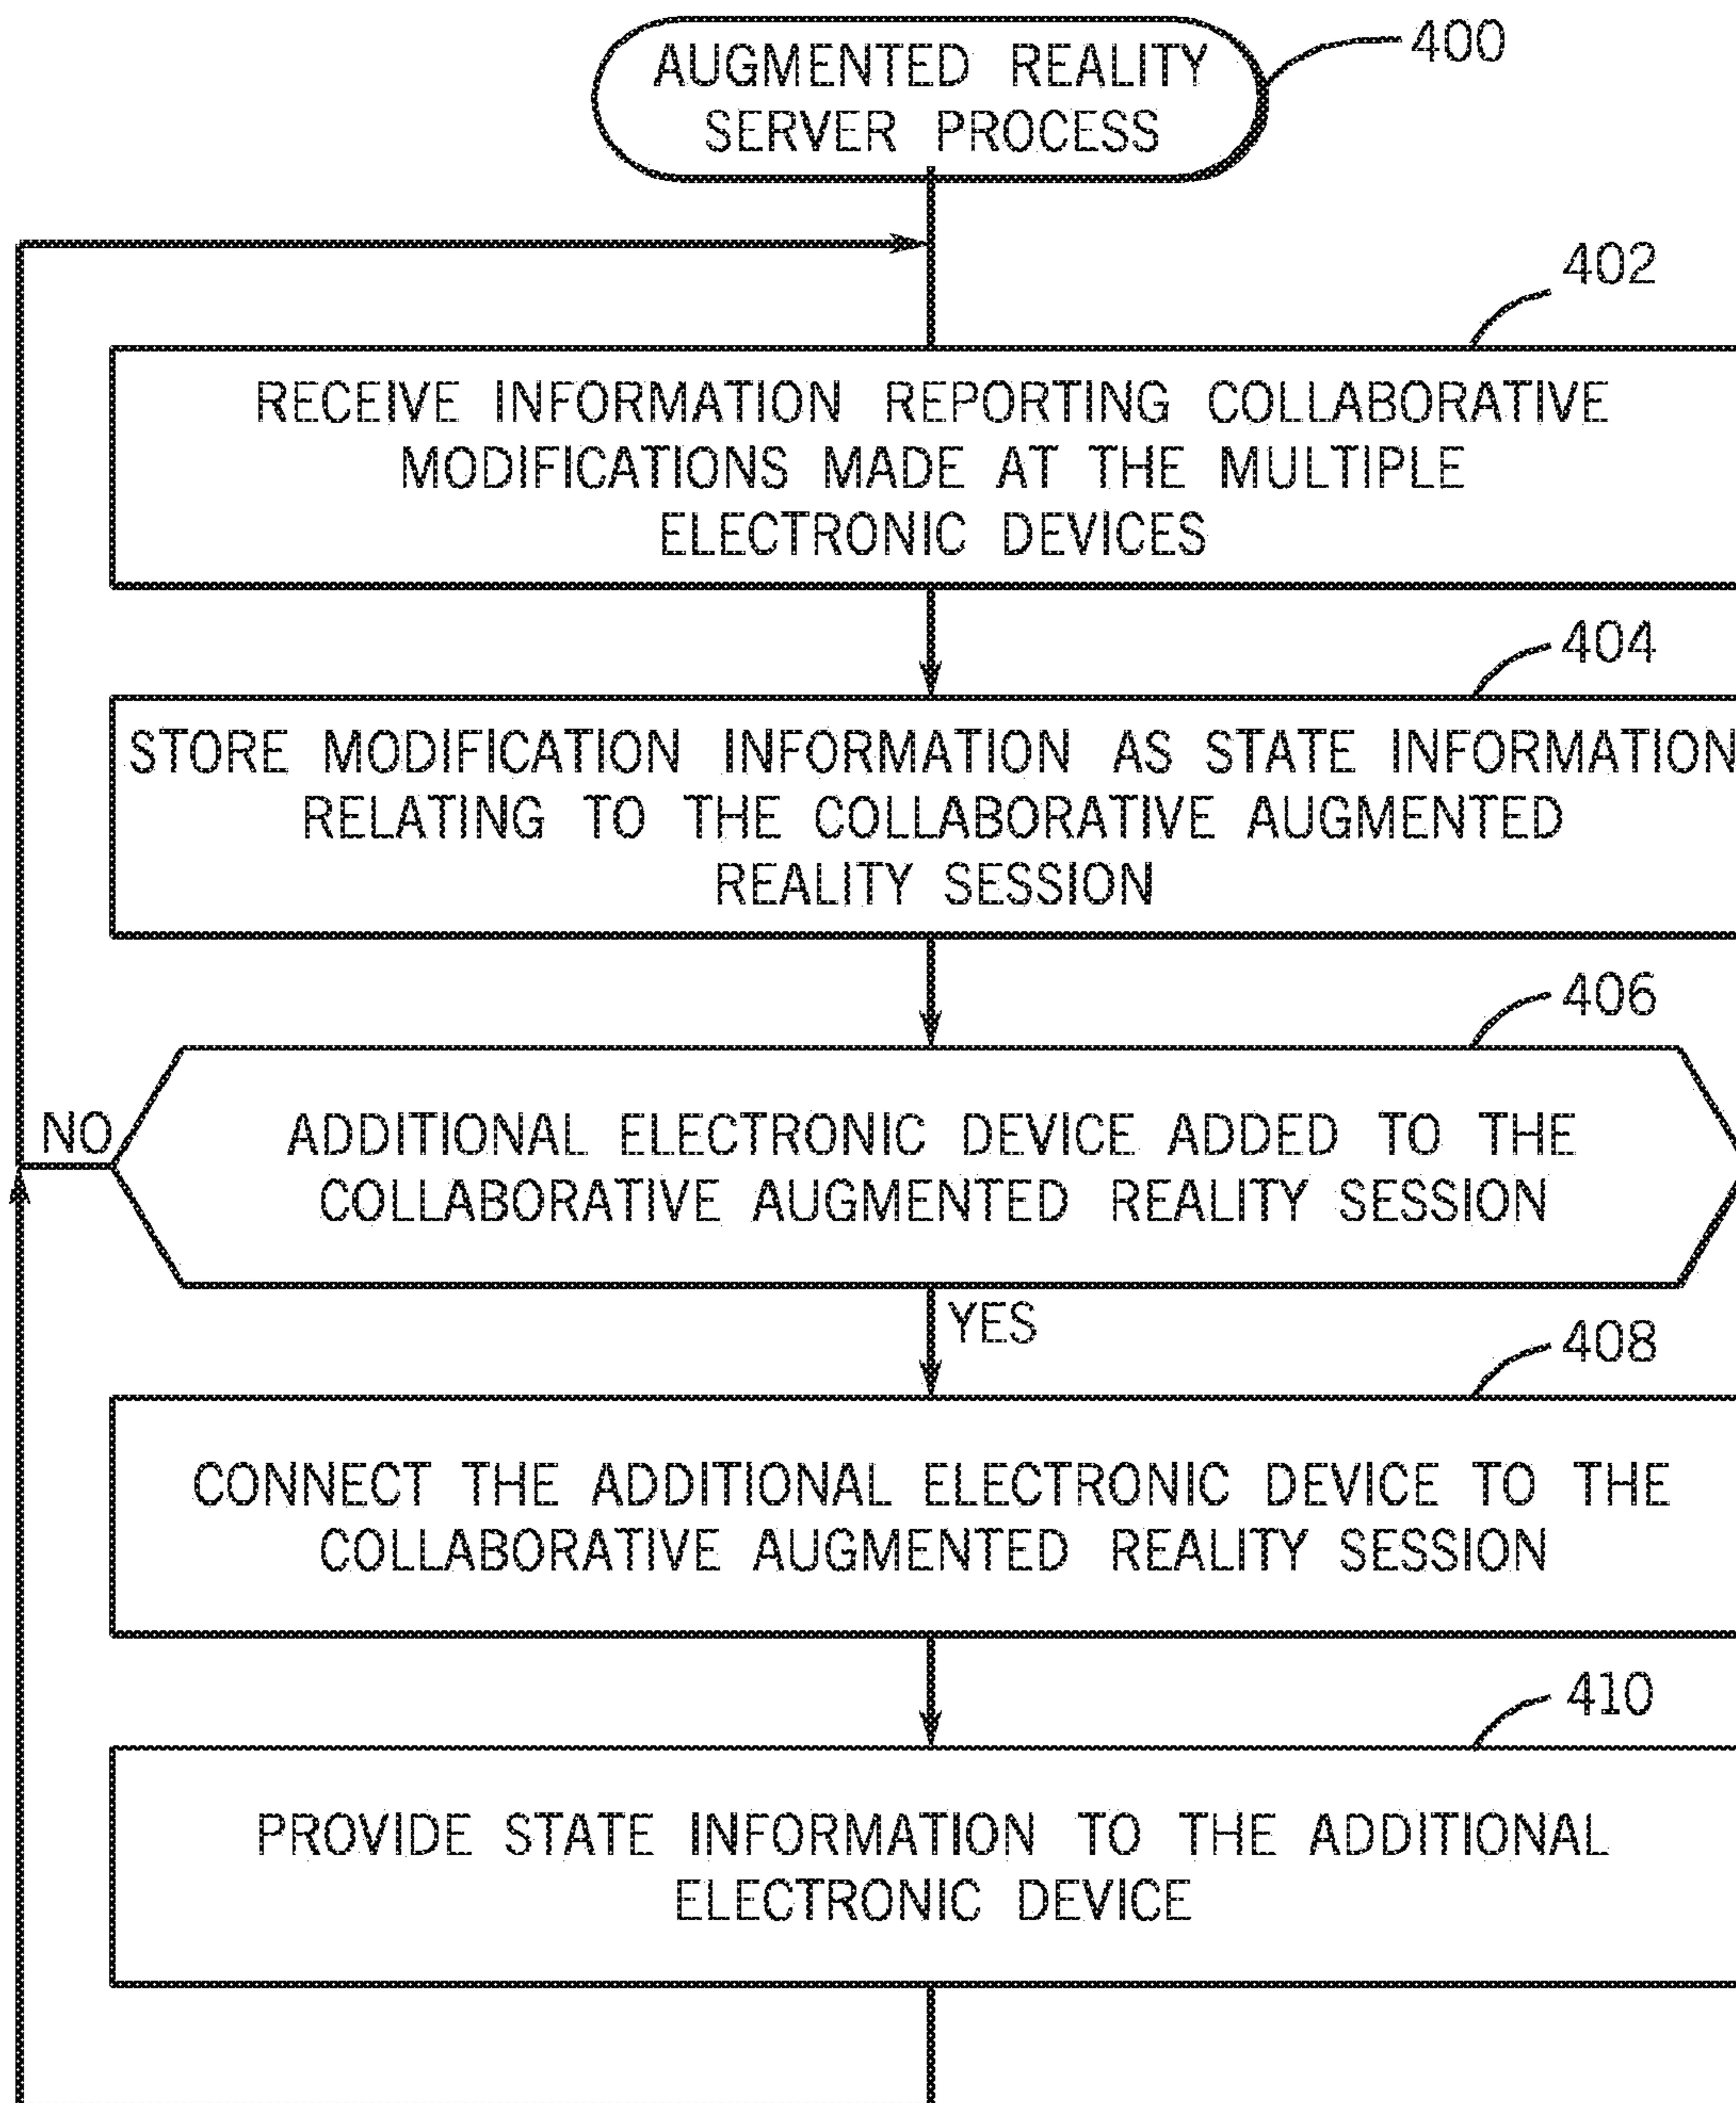 AUGMENTED REALITY
SERVER PROCESS
400
402
RECEIVE INFORMATION REPORTING COLLABORATIVE
MODIFICATIONS MADE AT THE MULTIPLE
ELECTRONIC DEVICES
404
STORE MODIFICATION INFORMATION AS STATE INFORMATION
RELATING TO THE COLLABORATIVE AUGMENTED
REALITY SESSION
406
NO
ADDITIONAL ELECTRONIC DEVICE ADDED TO THE
COLLABORATIVE AUGMENTED REALITY SESSION
YES
408
CONNECT THE ADDITIONAL ELECTRONIC DEVICE TO THE
COLLABORATIVE AUGMENTED REALITY SESSION
410
PROVIDE STATE INFORMATION TO THE ADDITIONAL
ELECTRONIC DEVICE